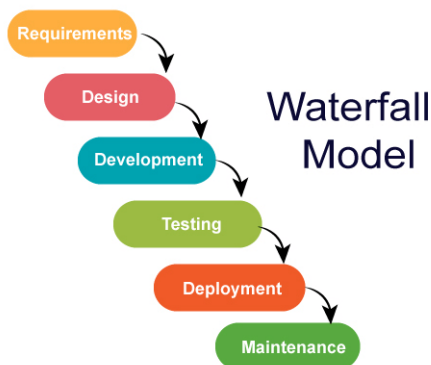 Requirements
Design
Development
Testing
Deployment
Maintenance
Waterfall
Model